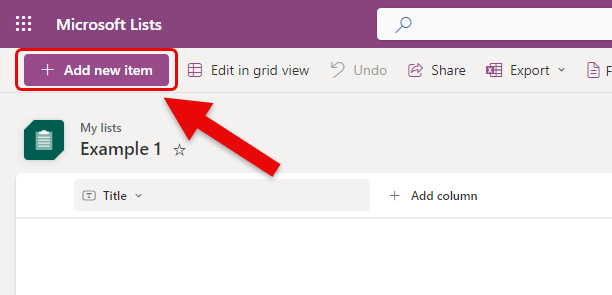 Microsoft Lists
Add new item Edit in grid view Undo Share Export
My lists
Example 1
Title Add column